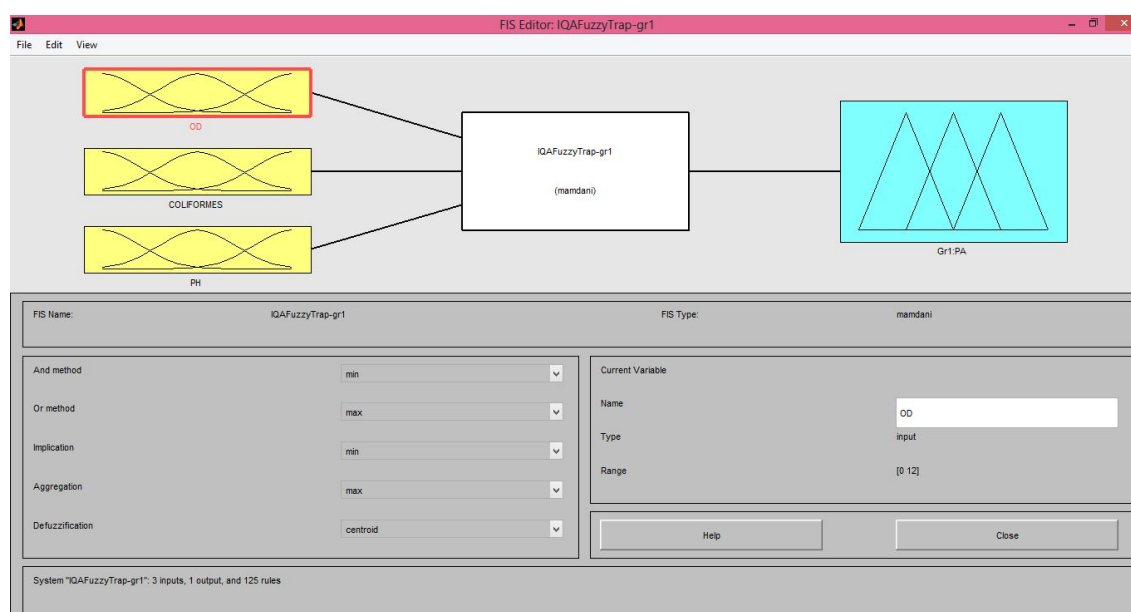 FIS Editor: IQAFuzzyTrap-gr1
File Edit View
OD
COLIFORMES
PH
IQAFuzzyTrap-gr1
(mamdani)
Gr1:PA
FIS Name: IQAFuzzyTrap-gr1 FIS Type: mamdani
And method min
Or method max
Implication min
Aggregation max
Defuzzification centroid
Current Variable
Name OD
Type input
Range [0 12]
Help Close
System "IQAFuzzyTrap-gr1": 3 inputs, 1 output, and 125 rules